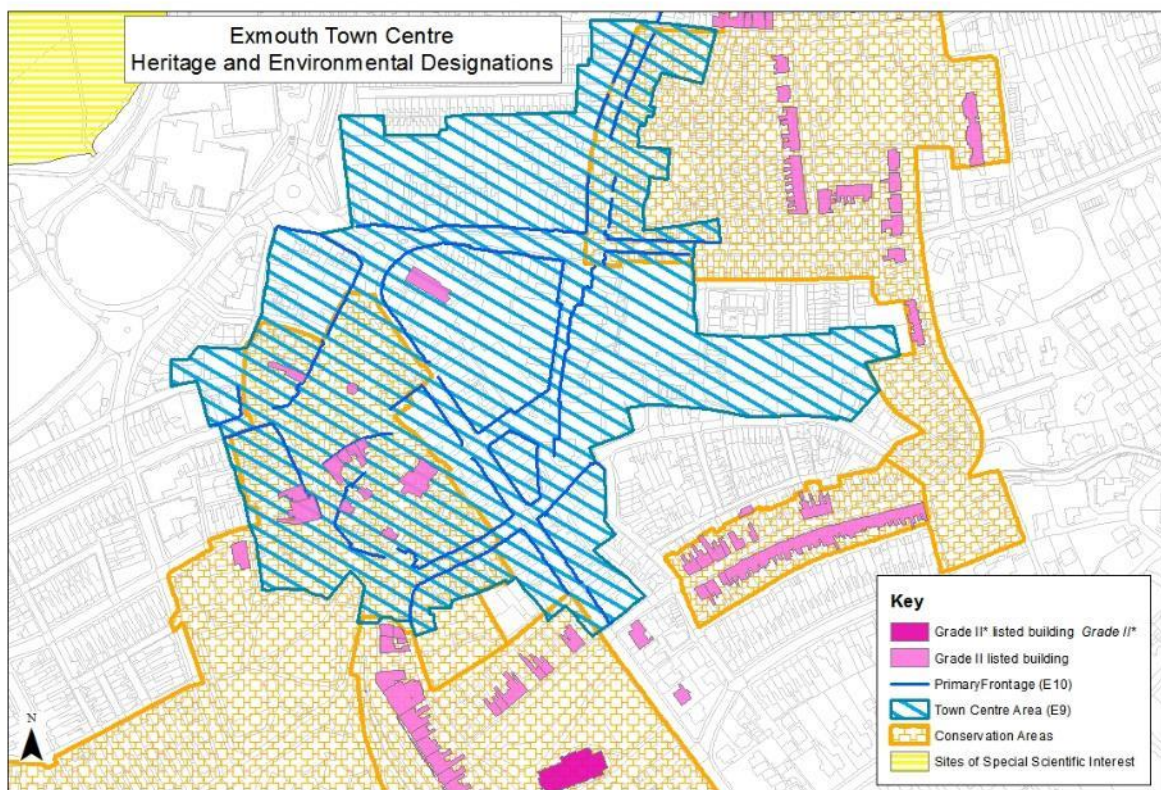 Exmouth Town Centre
Heritage and Environmental Designations
Key
Grade II* listed building Grade II*
Grade II listed building
PrimaryFrontage (E10)
Town Centre Area (E9)
Conservation Areas
Sites of Special Scientific Interest
N